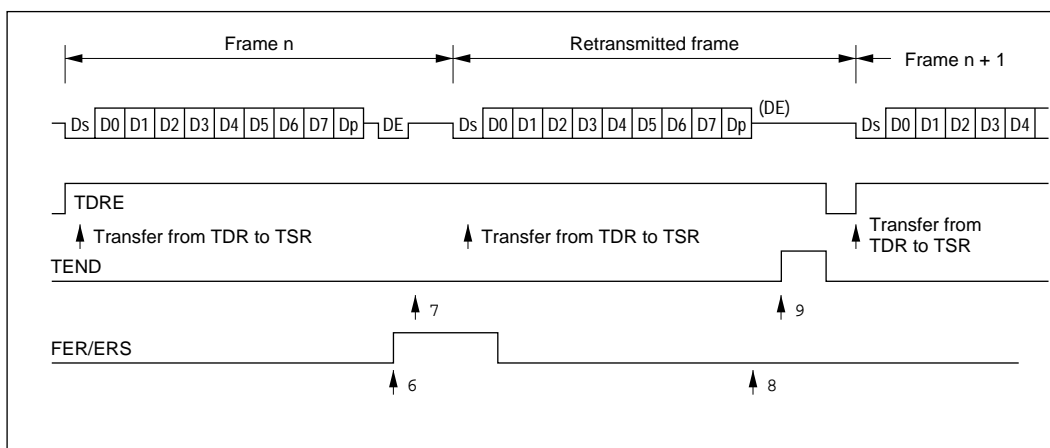 Frame n
Retransmitted frame
Frame n + 1
Ds D0 D1 D2 D3 D4 D5 D6 D7 Dp DE
Ds D0 D1 D2 D3 D4 D5 D6 D7 Dp (DE)
Ds D0 D1 D2 D3 D4
TDRE
Transfer from TDR to TSR
Transfer from TDR to TSR
Transfer from
TDR to TSR
TEND
7
9
FER/ERS
6
8